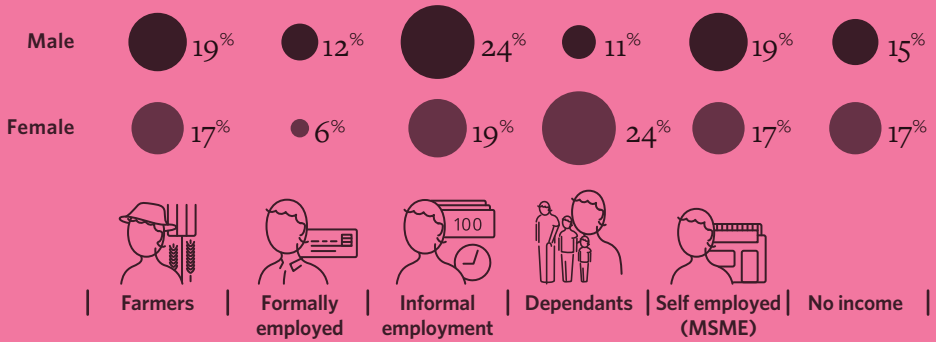 Male 19% 12% 24% 11% 19% 15%
Female 17% 6% 19% 24% 17% 17%
100
Farmers Formally employed Informal employment Dependants Self employed (MSME) No income